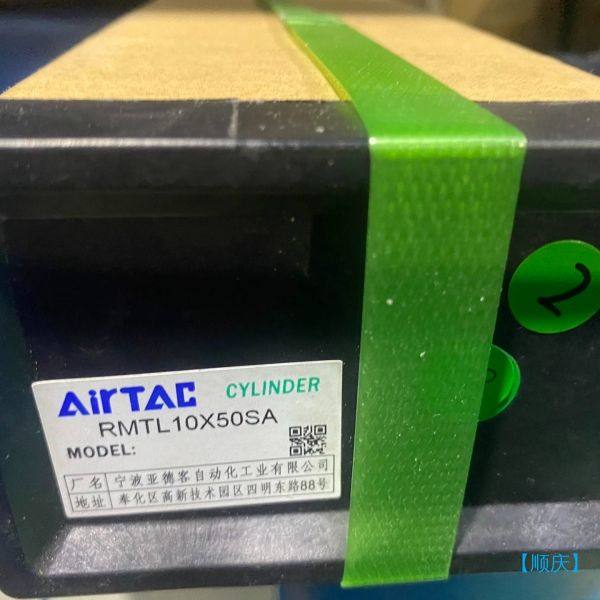 2
AirTAC CYLINDER
RMTL10X50SA
MODEL:
厂名 宁波亚德客自动化工业有限公司
地址 奉化区高新技术园区四明东路88号
【顺庆】